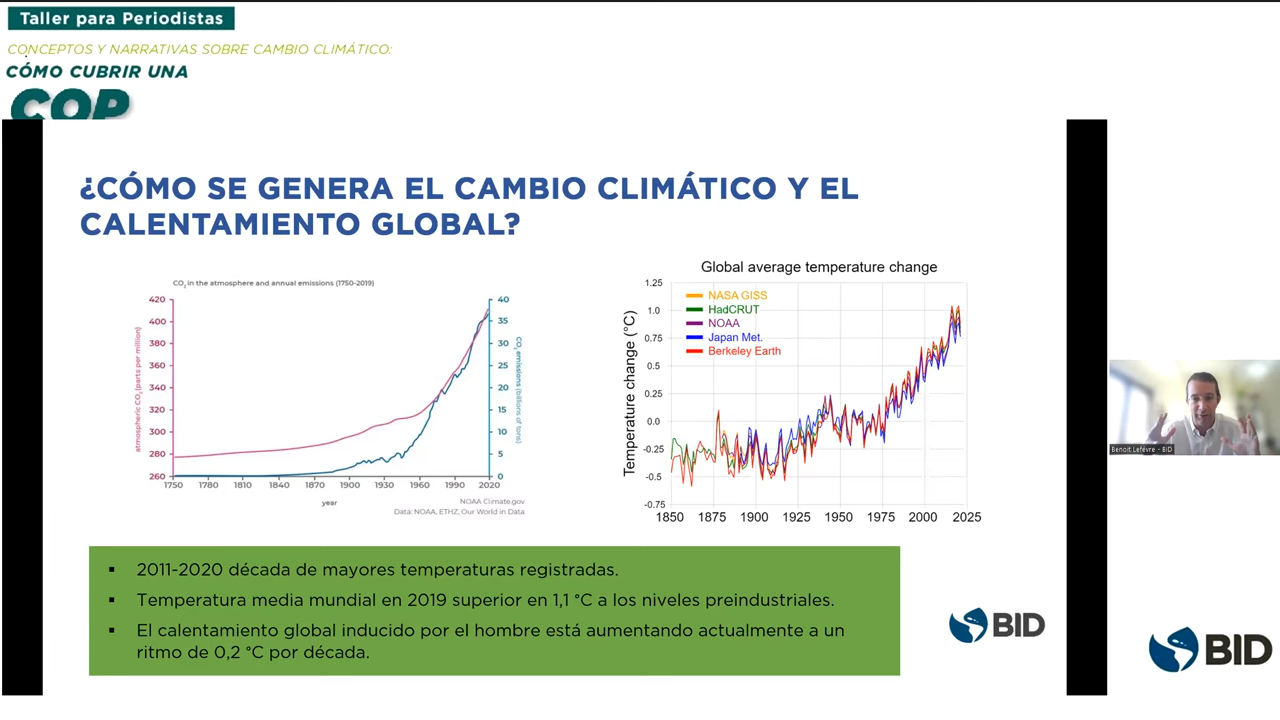 Taller para Periodistas
CONCEPTOS Y NARRATIVAS SOBRE CAMBIO CLIMÁTICO:
CÓMO CUBRIR UNA
COP
¿CÓMO SE GENERA EL CAMBIO CLIMÁTICO Y EL
CALENTAMIENTO GLOBAL?
CO2 in the atmosphere and annual emissions (1750-2019)
atmospheric CO2 (parts per million)
420
400
380
360
340
320
300
280
260
40
35
30
25
20
15
10
5
0
CO2 emissions (billions of tons)
1750 1780 1810 1840 1870 1900 1930 1960 1990 2020
year
NOAA Climate.gov
Data: NOAA, ETHZ, Our World in Data
Global average temperature change
Temperature change (°C)
1.25
1.0
0.75
0.5
0.25
0.0
-0.25
-0.5
-0.75
NASA GISS
HadCRUT
NOAA
Japan Met.
Berkeley Earth
1850 1875 1900 1925 1950 1975 2000 2025
▪ 2011-2020 década de mayores temperaturas registradas.
▪ Temperatura media mundial en 2019 superior en 1,1 °C a los niveles preindustriales.
▪ El calentamiento global inducido por el hombre está aumentando actualmente a un
ritmo de 0,2 °C por década.
BID
Benoit Lefévre - BID
BID